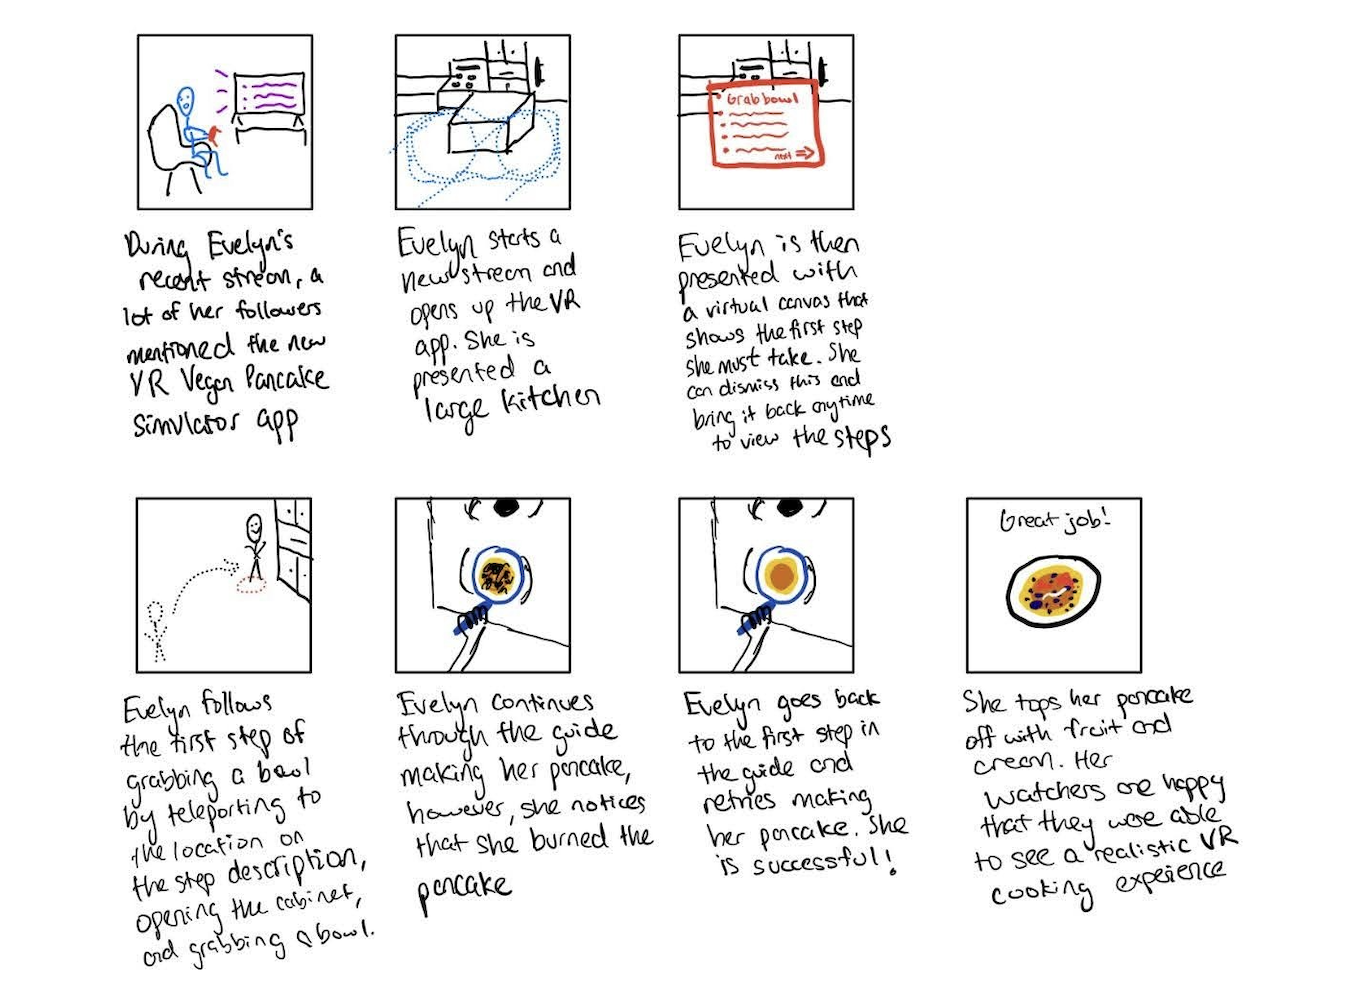 Grab bowl
next
During Evelyn's
recent stream, a
lot of her followers
mentioned the new
VR Vegan Pancake
Simulator app
Evelyn starts a
new stream and
opens up the VR
app. She is
presented a
large kitchen
Evelyn is then
presented with
a virtual canvas that
shows the first step
she must take. She
can dismiss this and
bring it back anytime
to view the steps
Great job!
Evelyn follows
the first step of
grabbing a bowl
by teleporting to
the location on
the step description,
opening the cabinet,
and grabbing a bowl.
Evelyn continues
through the guide
making her pancake,
however, she notices
that she burned the
pancake
Evelyn goes back
to the first step in
the guide and
retries making
her pancake. She
is successful!
She tops her pancake
off with fruit and
cream. Her
watchers are happy
that they were able
to see a realistic VR
cooking experience